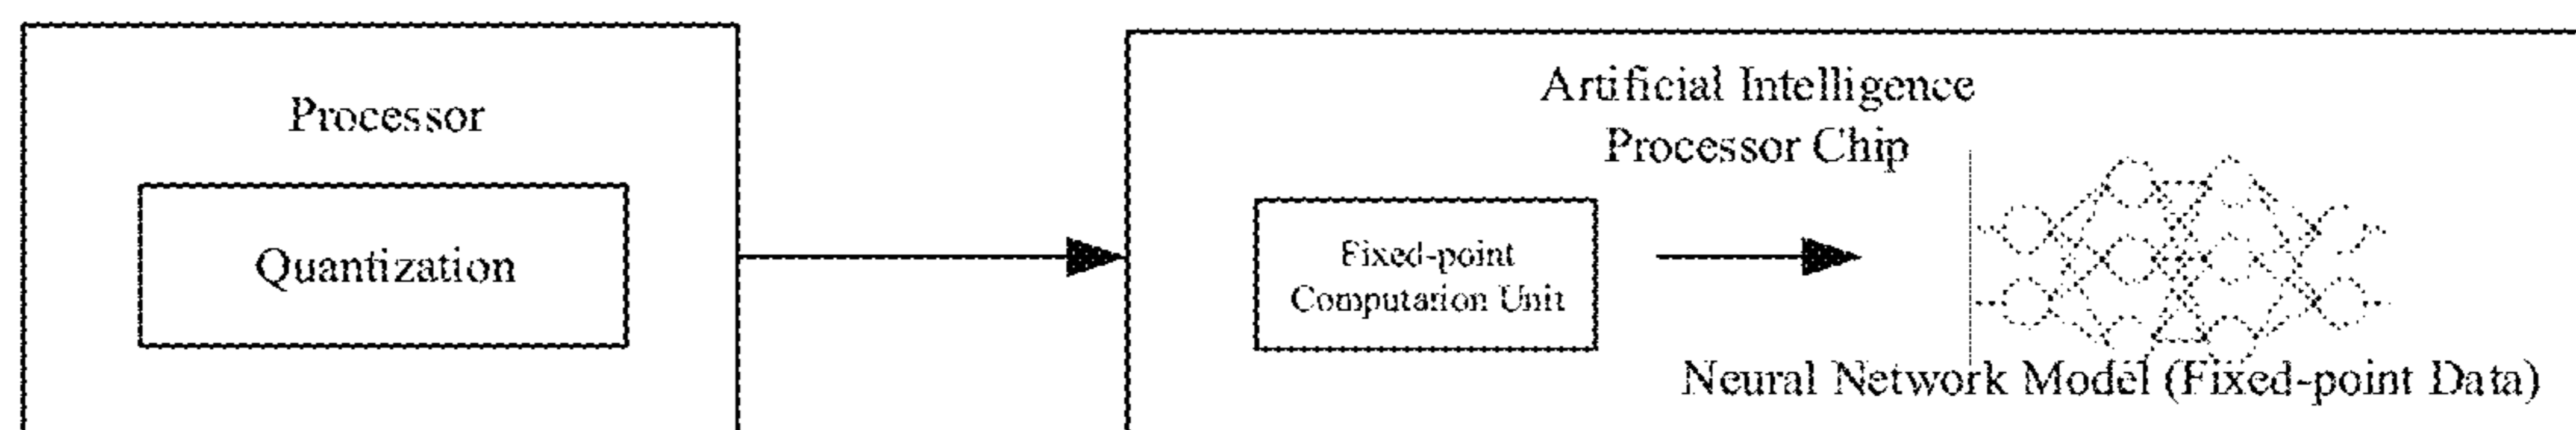 Processor
Quantization
Artificial Intelligence
Processor Chip
Fixed-point
Computation Unit
Neural Network Model (Fixed-point Data)